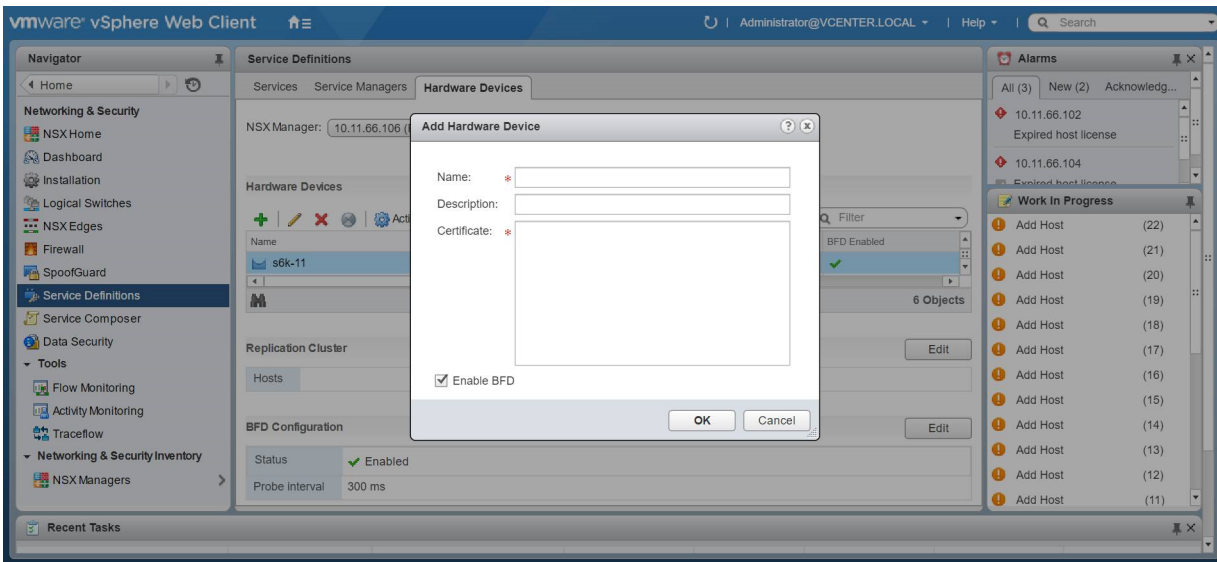 vmware® vSphere Web Client
Administrator@VCENTER.LOCAL
Help
Search
Navigator
Home
Networking & Security
NSX Home
Dashboard
Installation
Logical Switches
NSX Edges
Firewall
SpoofGuard
Service Definitions
Service Composer
Data Security
Tools
Flow Monitoring
Activity Monitoring
Traceflow
Networking & Security Inventory
NSX Managers
Service Definitions
Services Service Managers Hardware Devices
NSX Manager: 10.11.66.106
Hardware Devices
Filter
Name BFD Enabled
s6k-11
6 Objects
Replication Cluster Edit
Hosts
BFD Configuration Edit
Status Enabled
Probe interval 300 ms
Add Hardware Device
Name: *
Description:
Certificate: *
Enable BFD
OK Cancel
Alarms
All (3) New (2) Acknowledg...
10.11.66.102
Expired host license
10.11.66.104
Expired host license
Work In Progress
Add Host (22)
Add Host (21)
Add Host (20)
Add Host (19)
Add Host (18)
Add Host (17)
Add Host (16)
Add Host (15)
Add Host (14)
Add Host (13)
Add Host (12)
Add Host (11)
Recent Tasks